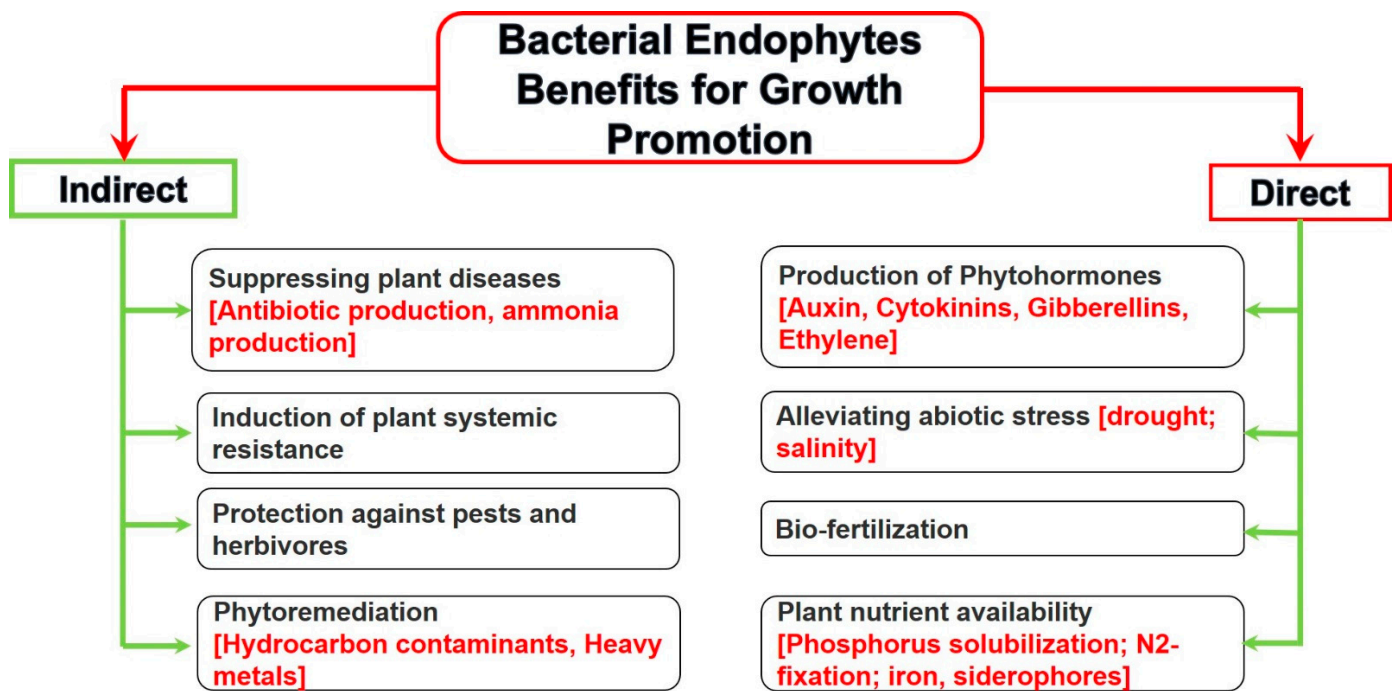 Bacterial Endophytes
Benefits for Growth
Promotion
Indirect
Suppressing plant diseases
[Antibiotic production, ammonia
production]
Induction of plant systemic
resistance
Protection against pests and
herbivores
Phytoremediation
[Hydrocarbon contaminants, Heavy
metals]
Direct
Production of Phytohormones
[Auxin, Cytokinins, Gibberellins,
Ethylene]
Alleviating abiotic stress [drought;
salinity]
Bio-fertilization
Plant nutrient availability
[Phosphorus solubilization; N2-
fixation; iron, siderophores]